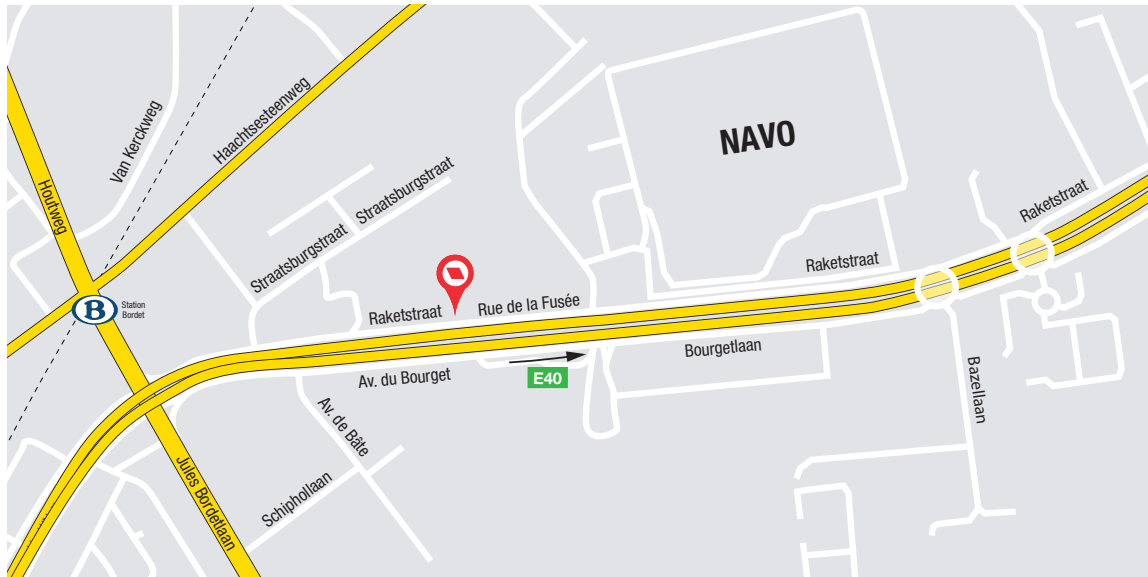 NAVO
Haachtsesteenweg
Van Kerckweg
Houtweg
Straatsburgstraat
Straatsburgstraat
Raketstraat
Raketstraat
Raketstraat
Rue de la Fusée
B
Station
Bordet
Bourgetlaan
Av. du Bourget
E40
Bazellaan
Av. de Bâte
Schiphollaan
Jules Bordetlaan